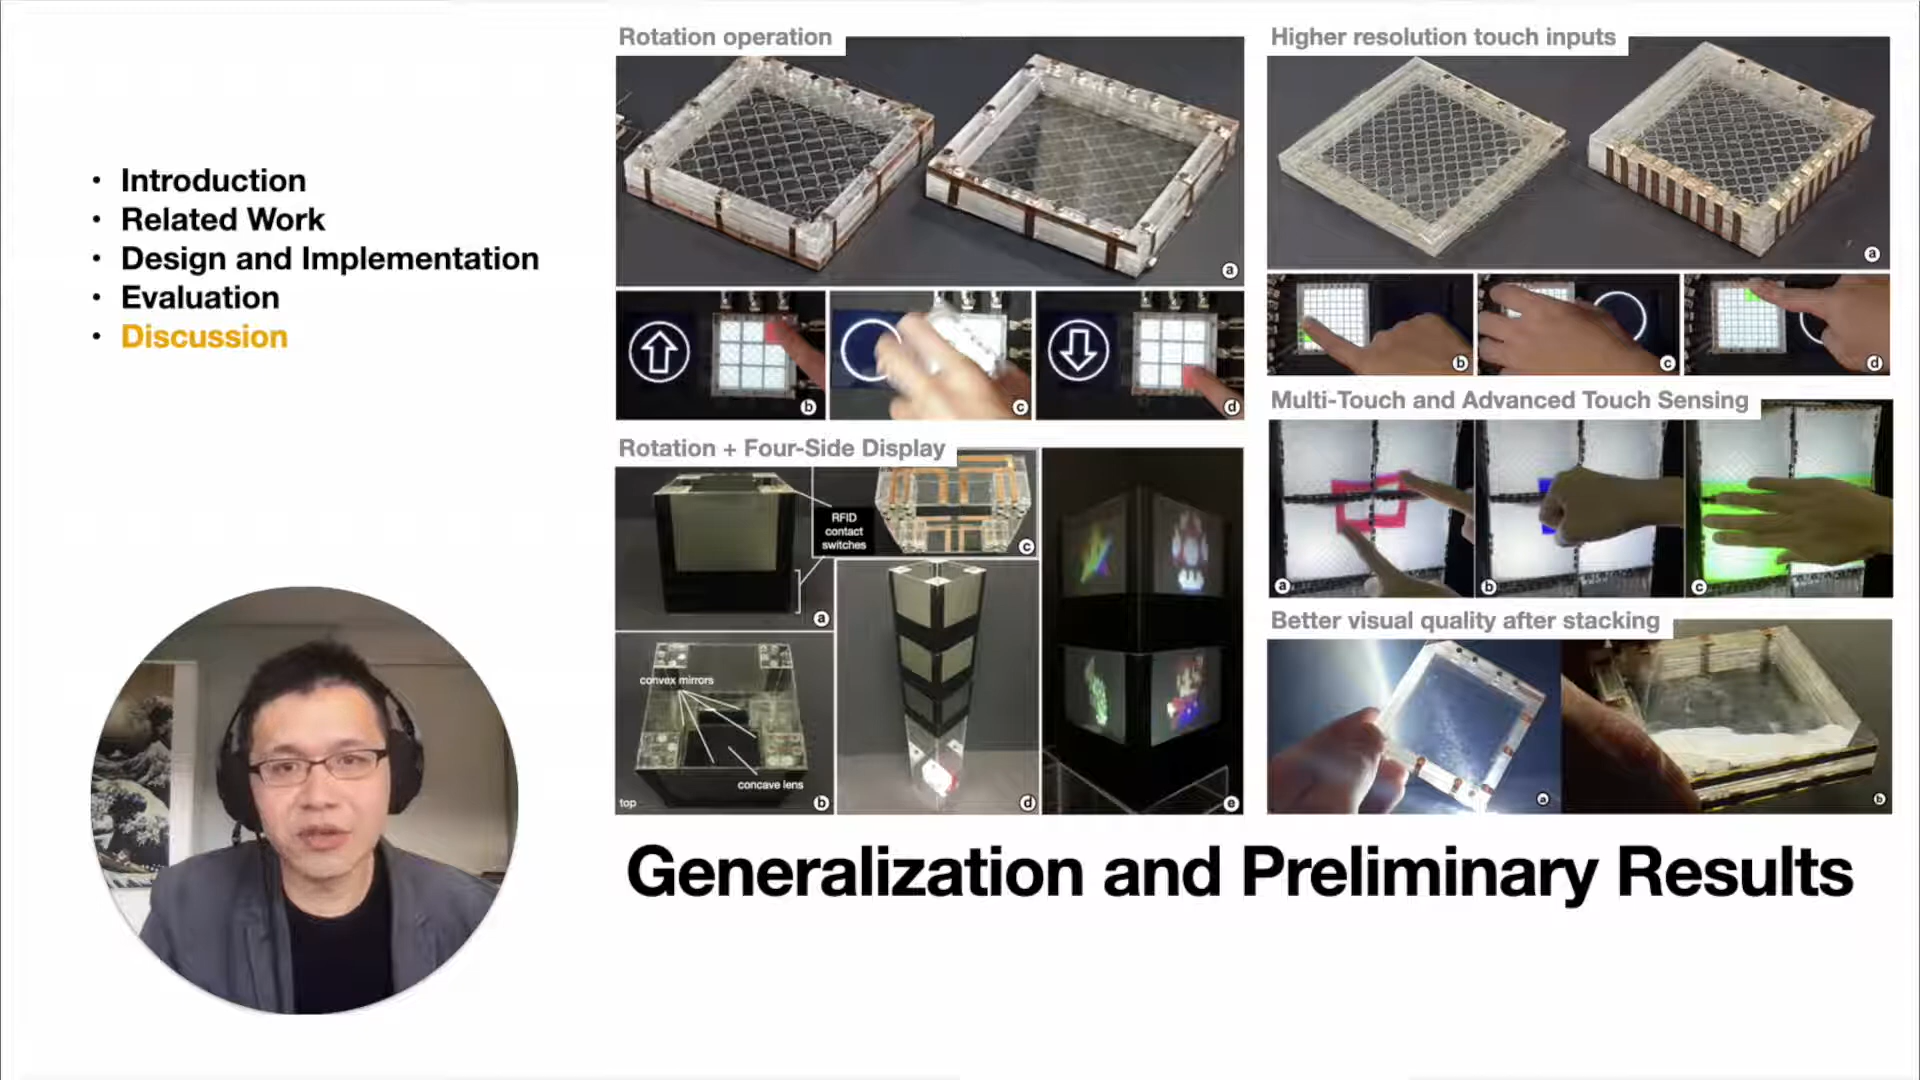 • Introduction
• Related Work
• Design and Implementation
• Evaluation
• Discussion
Rotation operation
a
b
c
d
Higher resolution touch inputs
a
b
c
d
Rotation + Four-Side Display
RFID
contact
switches
a
convex mirrors
concave lens
top
b
c
d
e
Multi-Touch and Advanced Touch Sensing
a
b
c
Better visual quality after stacking
a
b
Generalization and Preliminary Results